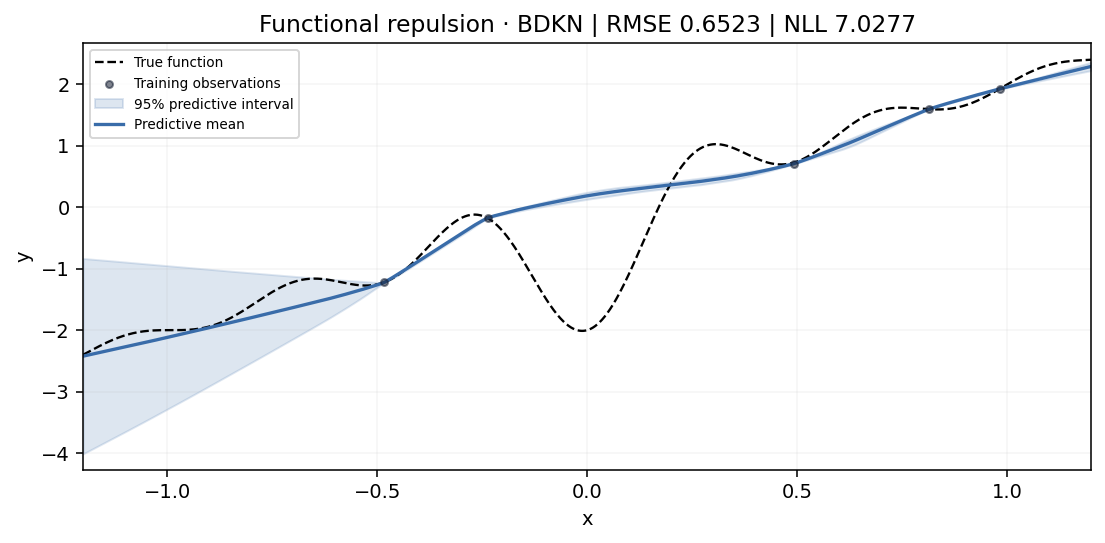 Functional repulsion · BDKN | RMSE 0.6523 | NLL 7.0277
True function
Training observations
95% predictive interval
Predictive mean
y
2
1
0
−1
−2
−3
−4
−1.0
−0.5
0.0
0.5
1.0
x